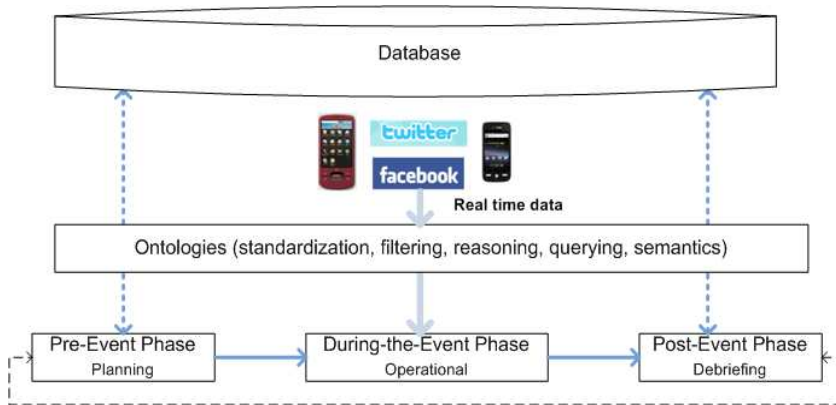 Database
twitter
facebook
Real time data
Ontologies (standardization, filtering, reasoning, querying, semantics)
Pre-Event Phase
Planning
During-the-Event Phase
Operational
Post-Event Phase
Debriefing